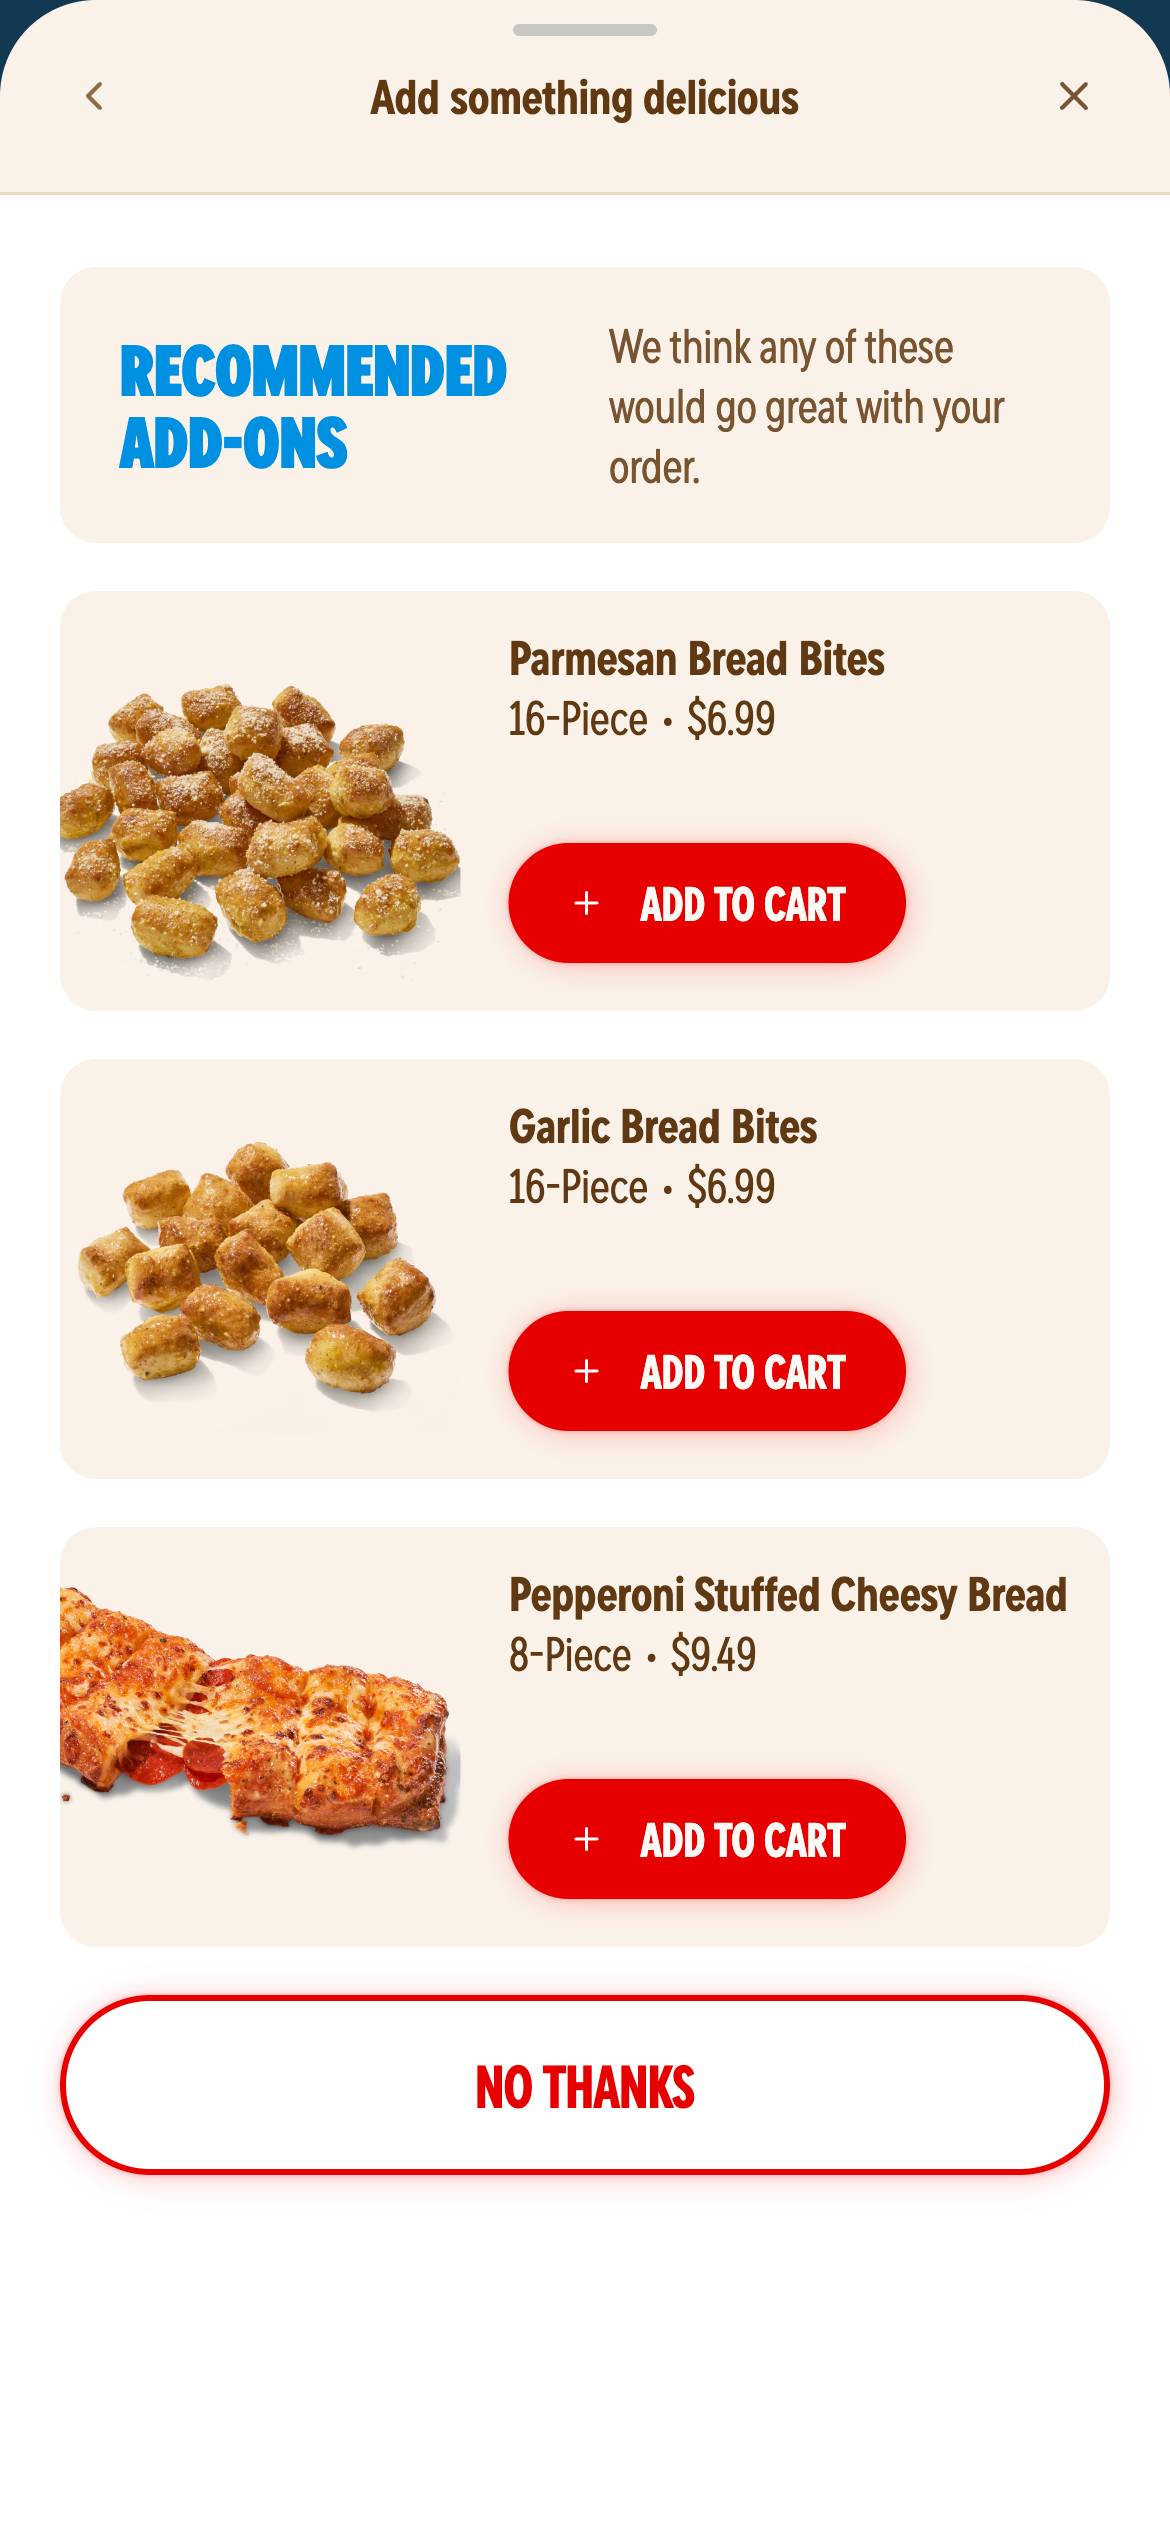 Add something delicious
RECOMMENDED
ADD-ONS
We think any of these
would go great with your
order.
Parmesan Bread Bites
16-Piece • $6.99
+ ADD TO CART
Garlic Bread Bites
16-Piece • $6.99
+ ADD TO CART
Pepperoni Stuffed Cheesy Bread
8-Piece • $9.49
+ ADD TO CART
NO THANKS